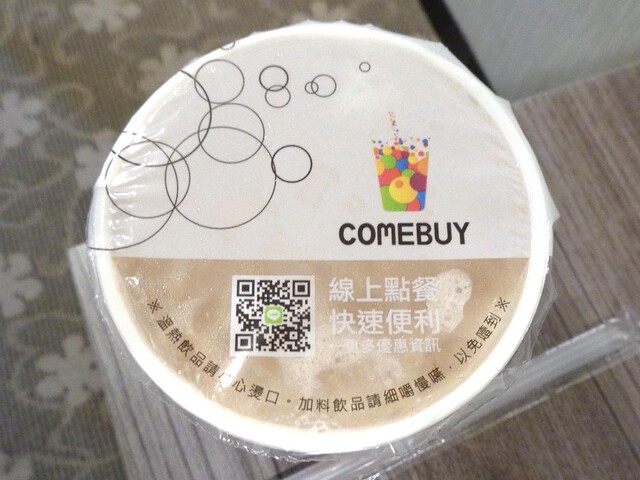 COMEBUY
線上點餐
快速便利
更多優惠資訊
※溫熱飲品請小心燙口。加料飲品請細嚼慢嚥，以免噎到※